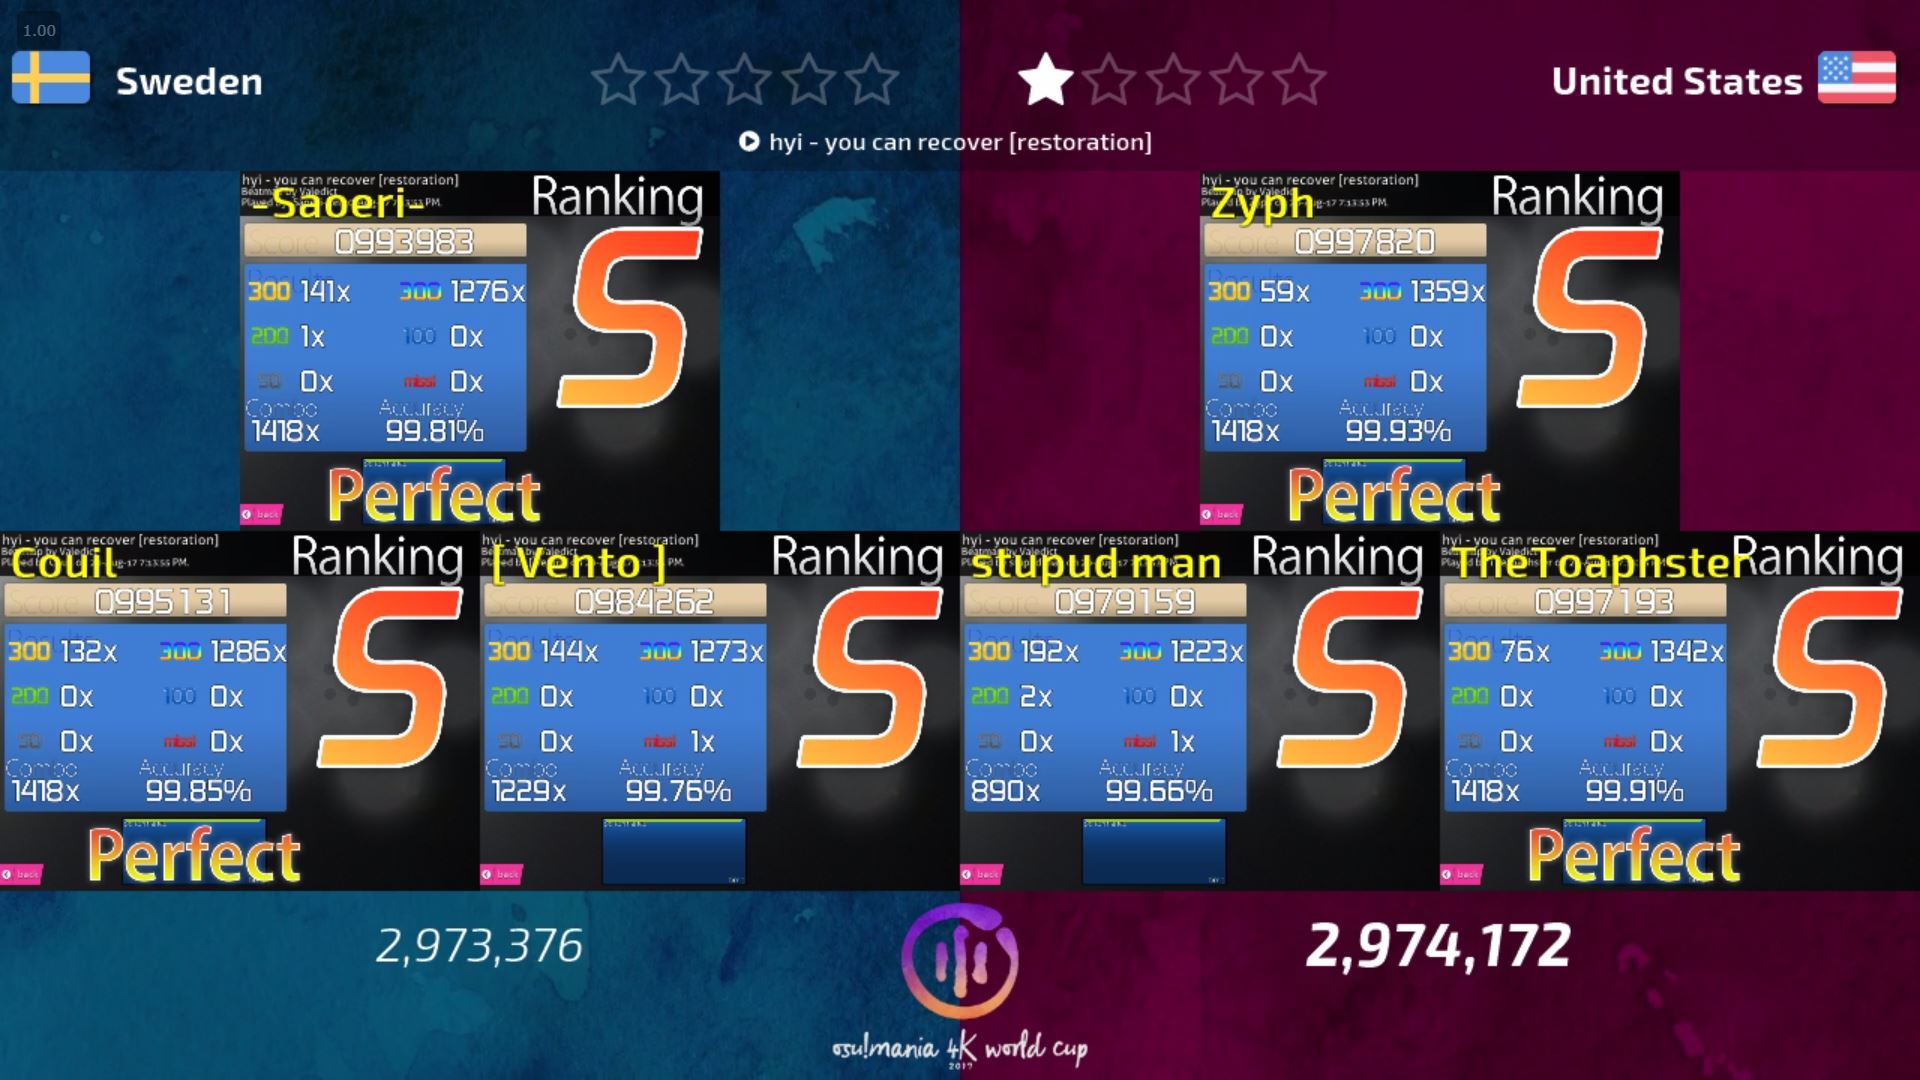 1.00
Sweden
United States
hyi - you can recover [restoration]
hyi - you can recover [restoration]
-Saoeri-
Ranking
Score 0993983
300 141x 300 1276x
200 1x 100 0x
50 0x miss! 0x
Combo Accuracy
1418x 99.81%
Perfect
back
hyi - you can recover [restoration]
Zyph
Ranking
Score 0997820
300 59x 300 1359x
200 0x 100 0x
50 0x miss! 0x
Combo Accuracy
1418x 99.93%
Perfect
back
hyi - you can recover [restoration]
Couil
Ranking
Score 0995131
300 132x 300 1286x
200 0x 100 0x
50 0x miss! 0x
Combo Accuracy
1418x 99.85%
Perfect
back
hyi - you can recover [restoration]
[ Vento ]
Ranking
Score 0984262
300 144x 300 1273x
200 0x 100 0x
50 0x miss! 1x
Combo Accuracy
1229x 99.76%
back
hyi - you can recover [restoration]
stupud man
Ranking
Score 0979159
300 192x 300 1223x
200 2x 100 0x
50 0x miss! 1x
Combo Accuracy
890x 99.66%
back
hyi - you can recover [restoration]
TheToaphster
Ranking
Score 0997193
300 76x 300 1342x
200 0x 100 0x
50 0x miss! 0x
Combo Accuracy
1418x 99.91%
Perfect
back
2,973,376
2,974,172
osu!mania 4K world cup
2017